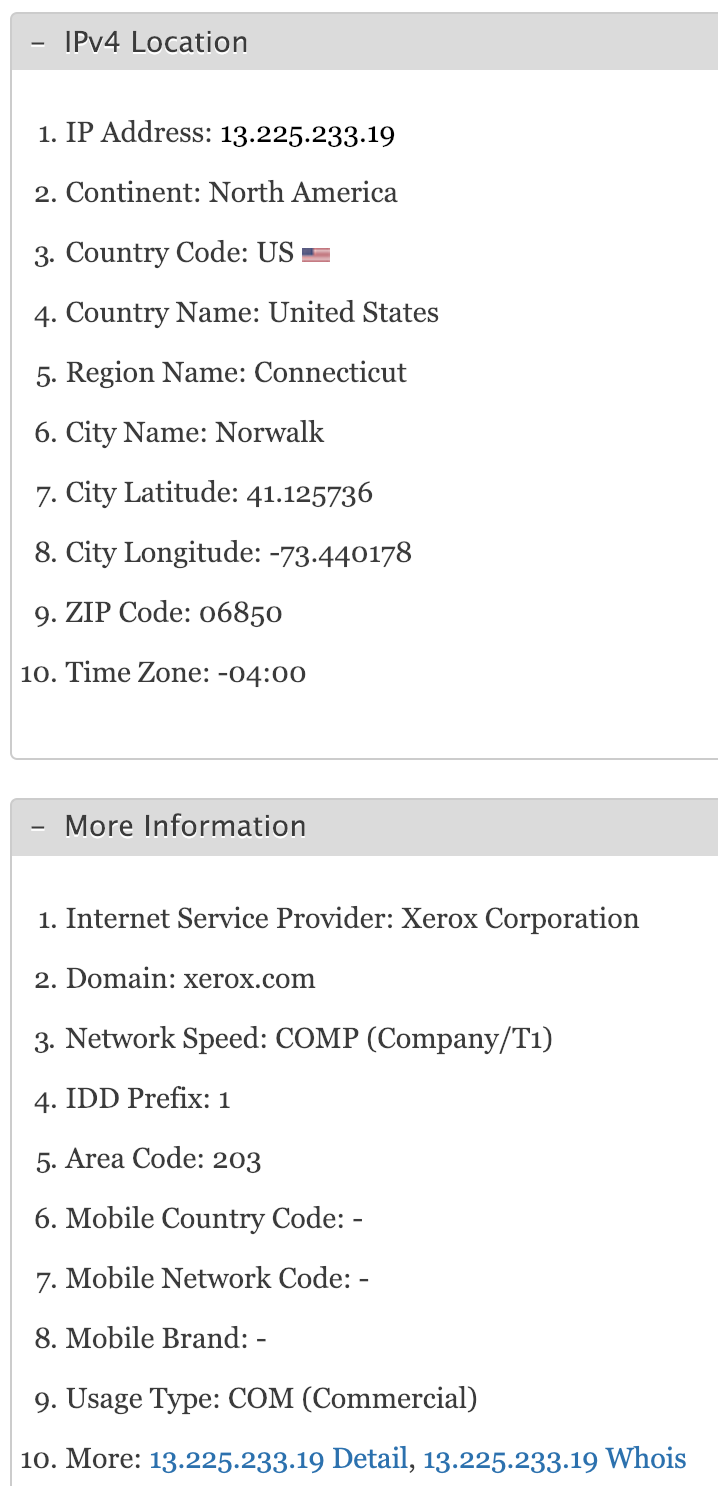 – IPv4 Location
1. IP Address: 13.225.233.19
2. Continent: North America
3. Country Code: US
4. Country Name: United States
5. Region Name: Connecticut
6. City Name: Norwalk
7. City Latitude: 41.125736
8. City Longitude: -73.440178
9. ZIP Code: 06850
10. Time Zone: -04:00
– More Information
1. Internet Service Provider: Xerox Corporation
2. Domain: xerox.com
3. Network Speed: COMP (Company/T1)
4. IDD Prefix: 1
5. Area Code: 203
6. Mobile Country Code: -
7. Mobile Network Code: -
8. Mobile Brand: -
9. Usage Type: COM (Commercial)
10. More: 13.225.233.19 Detail, 13.225.233.19 Whois